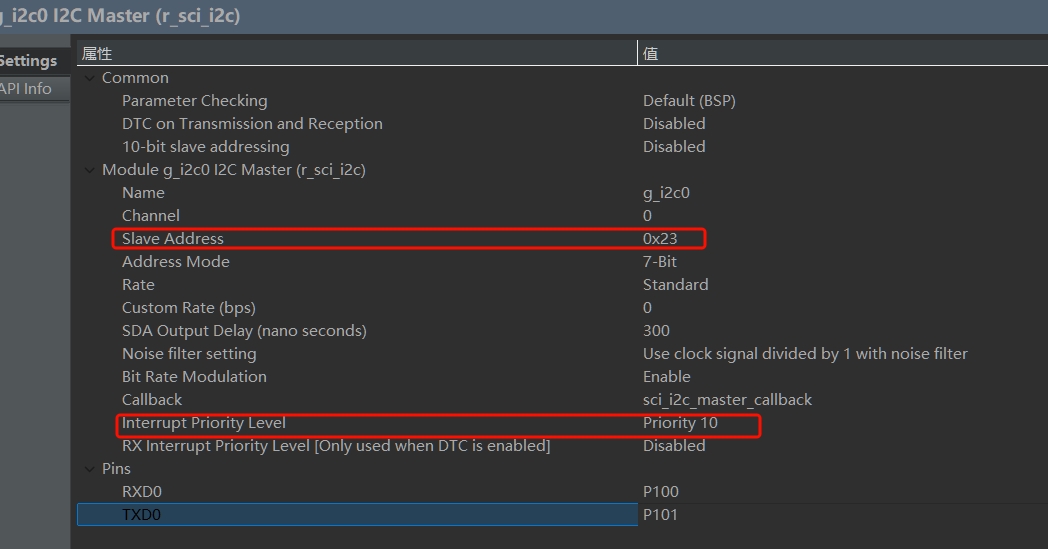 g_i2c0 I2C Master (r_sci_i2c)
Settings
API Info
属性 值
Common
Parameter Checking Default (BSP)
DTC on Transmission and Reception Disabled
10-bit slave addressing Disabled
Module g_i2c0 I2C Master (r_sci_i2c)
Name g_i2c0
Channel 0
Slave Address 0x23
Address Mode 7-Bit
Rate Standard
Custom Rate (bps) 0
SDA Output Delay (nano seconds) 300
Noise filter setting Use clock signal divided by 1 with noise filter
Bit Rate Modulation Enable
Callback sci_i2c_master_callback
Interrupt Priority Level Priority 10
RX Interrupt Priority Level [Only used when DTC is enabled] Disabled
Pins
RXD0 P100
TXD0 P101